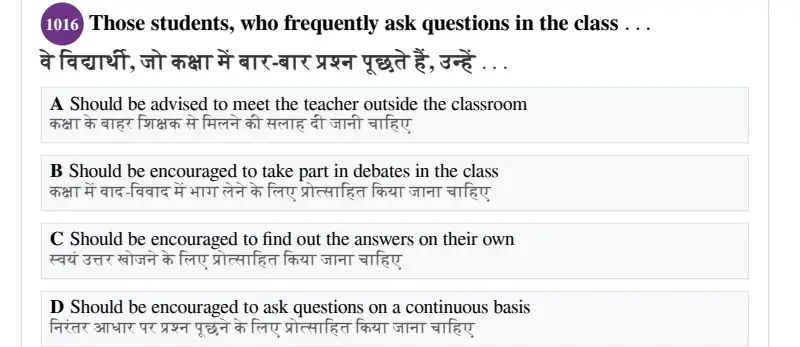 1016 Those students, who frequently ask questions in the class . . .
वे विद्यार्थी, जो कक्षा में बार-बार प्रश्न पूछते हैं, उन्हें . . .
A Should be advised to meet the teacher outside the classroom
कक्षा के बाहर शिक्षक से मिलने की सलाह दी जानी चाहिए
B Should be encouraged to take part in debates in the class
कक्षा में वाद-विवाद में भाग लेने के लिए प्रोत्साहित किया जाना चाहिए
C Should be encouraged to find out the answers on their own
स्वयं उत्तर खोजने के लिए प्रोत्साहित किया जाना चाहिए
D Should be encouraged to ask questions on a continuous basis
निरंतर आधार पर प्रश्न पूछने के लिए प्रोत्साहित किया जाना चाहिए